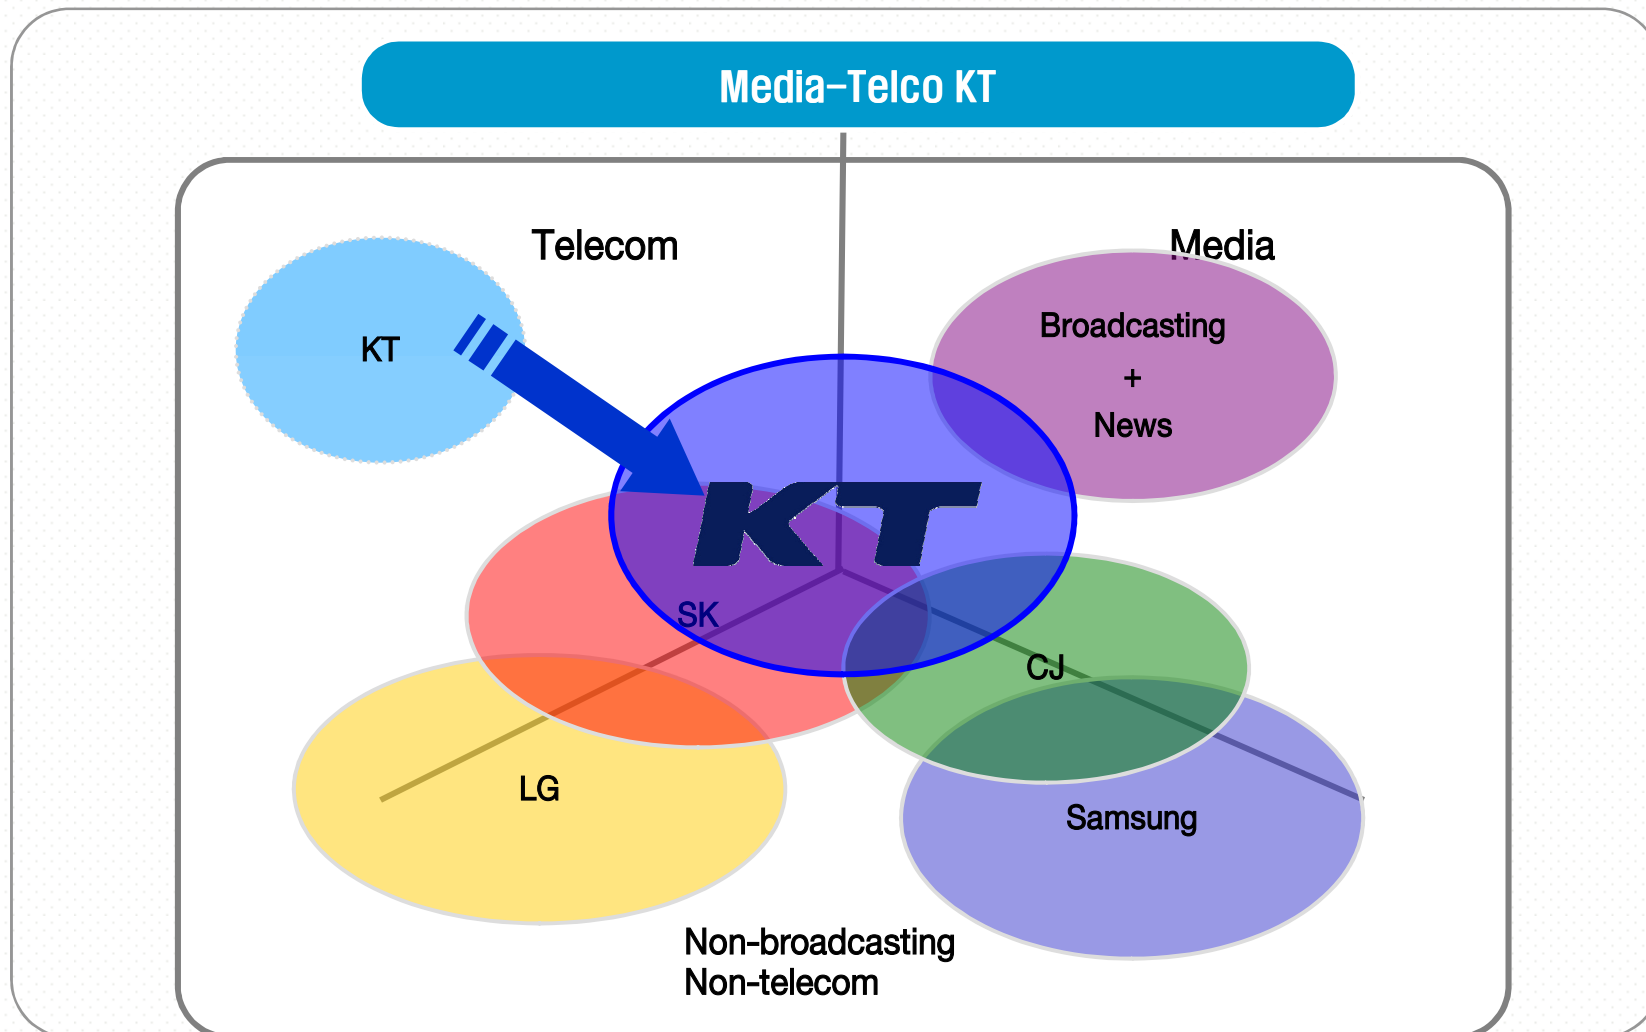 Media-Telco KT
Telecom
Media
KT
Broadcasting
+
News
KT
SK
CJ
LG
Samsung
Non-broadcasting
Non-telecom